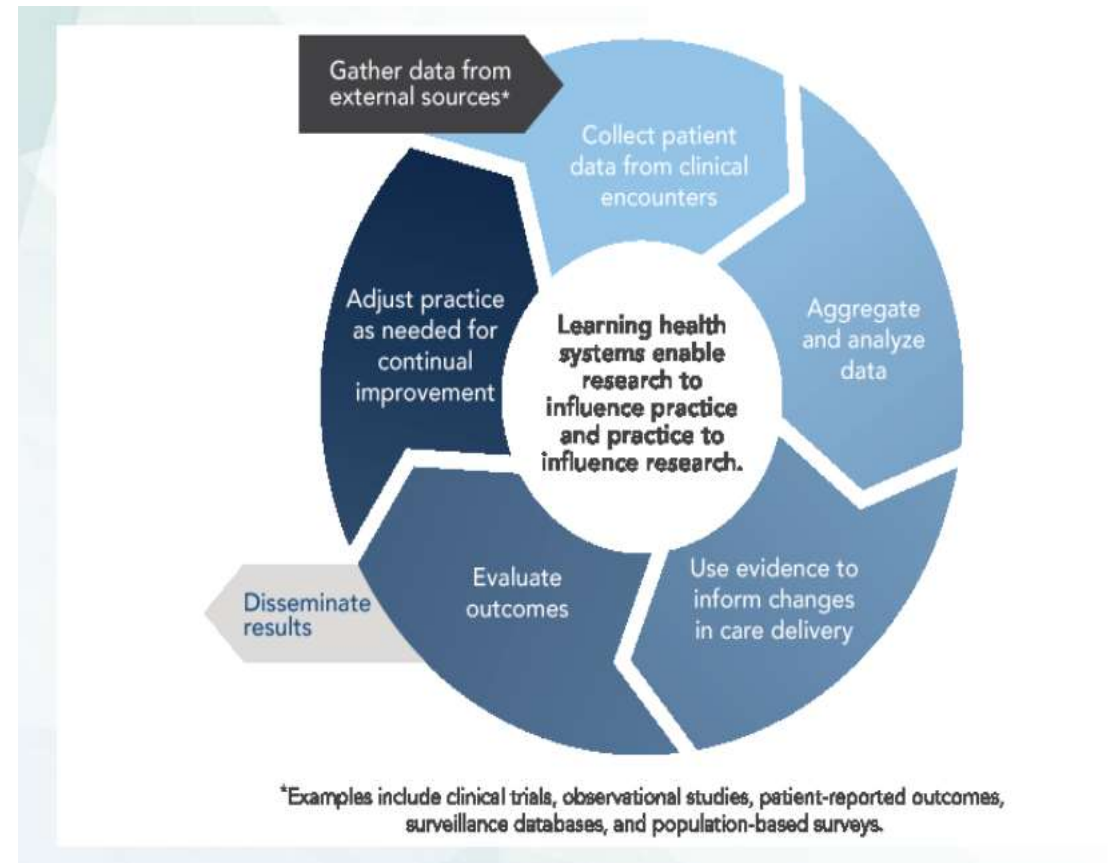 Gather data from
external sources*
Collect patient
data from clinical
encounters
Aggregate
and analyze
data
Use evidence to
inform changes
in care delivery
Evaluate
outcomes
Disseminate
results
Adjust practice
as needed for
continual
improvement
Learning health
systems enable
research to
influence practice
and practice to
influence research.
*Examples include clinical trials, observational studies, patient-reported outcomes,
surveillance databases, and population-based surveys.